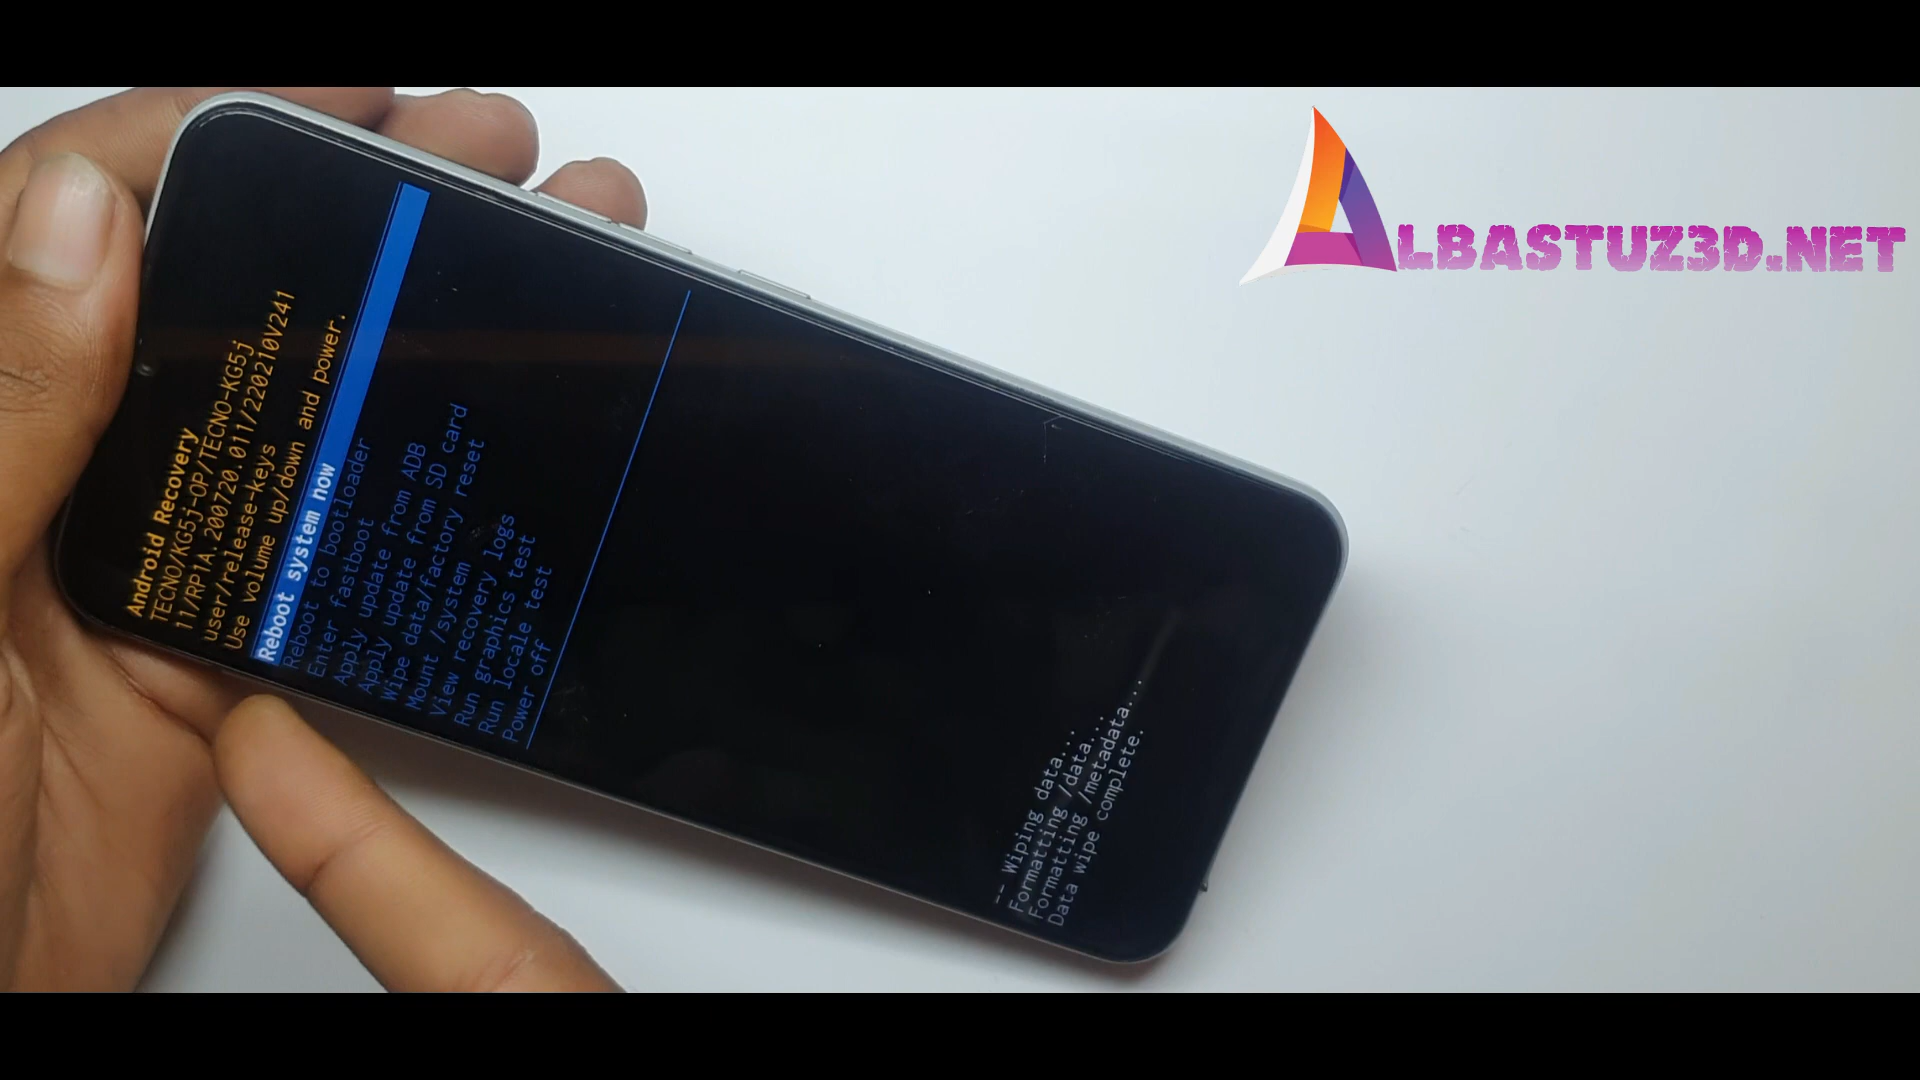 ALBASTUZ3D.NET
Android Recovery
TECNO/KG5j-OP/TECNO-KG5j
11/RP1A.200720.011/220210V241
user/release-keys
Use volume up/down and power.
Reboot system now
Reboot to bootloader
Enter fastboot
Apply update from ADB
Apply update from SD card
Wipe data/factory reset
Mount /system
View recovery logs
Run graphics test
Run locale test
Power off
-- Wiping data...
Formatting /data...
Formatting /metadata...
Data wipe complete.